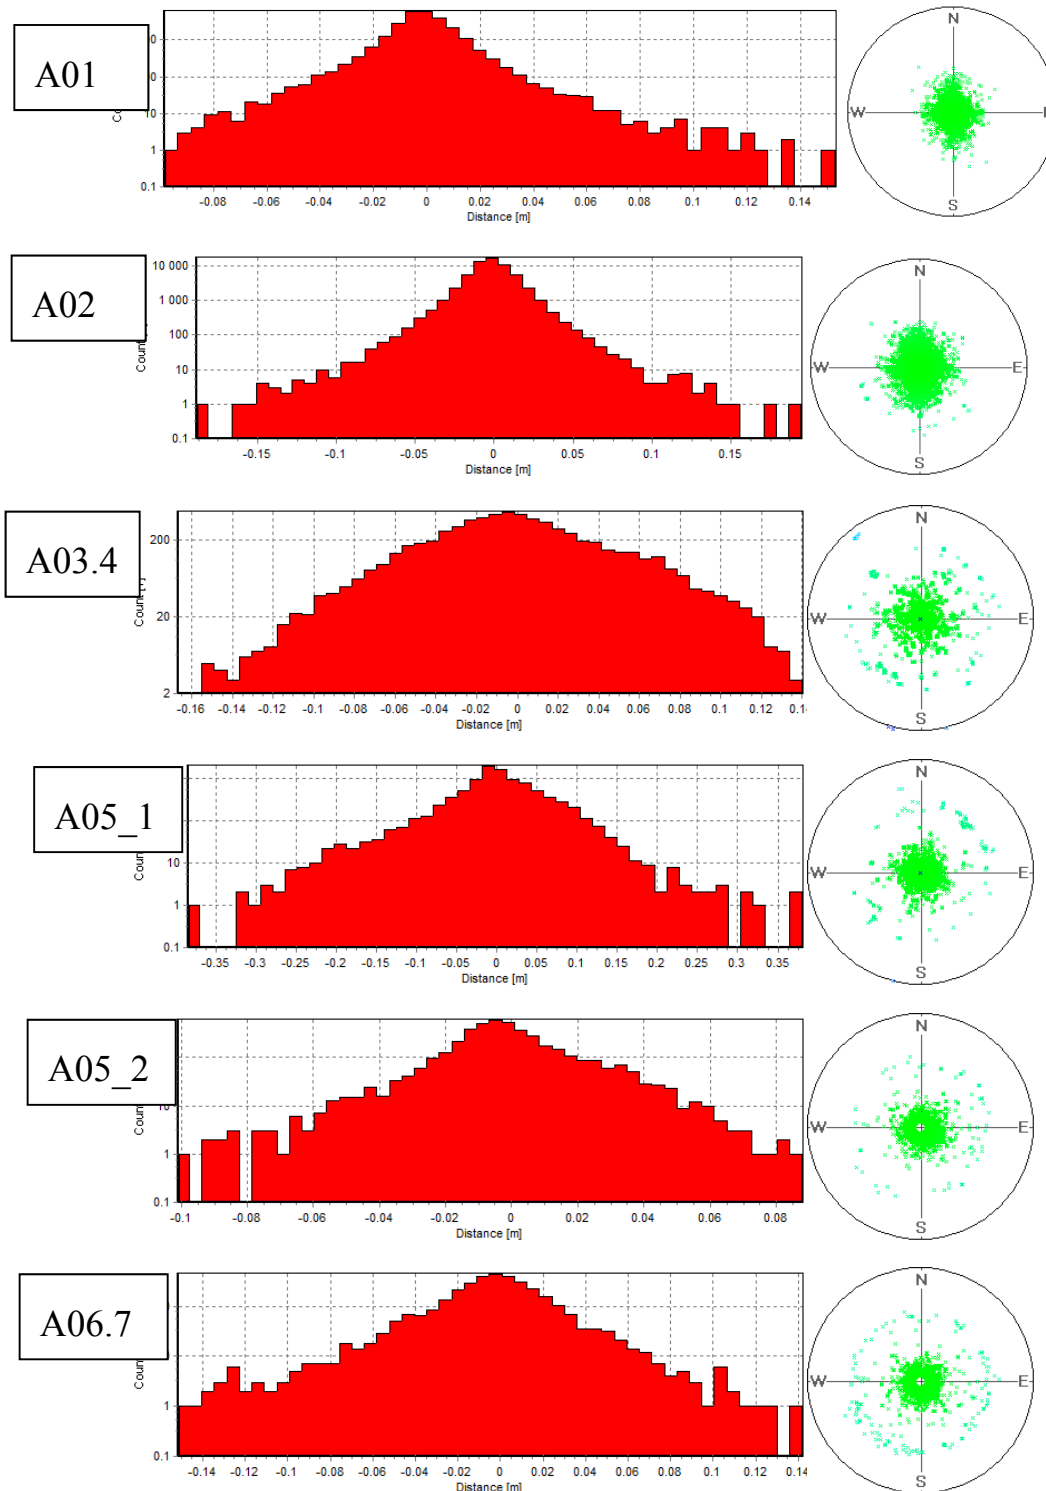 A01
0
0
10
1
0.1
-0.08 -0.06 -0.04 -0.02 0 0.02 0.04 0.06 0.08 0.10 0.12 0.14
Distance [m]
N
W
S
A02
10 000
1 000
100
10
1
0.1
Count
-0.15 -0.1 -0.05 0 0.05 0.1 0.15
Distance [m]
N
W E
S
A03.4
200
20
2
Count
-0.16 -0.14 -0.12 -0.1 -0.08 -0.06 -0.04 -0.02 0 0.02 0.04 0.06 0.08 0.1 0.12 0.1
Distance [m]
N
W E
S
A05_1
10
1
0.1
Coun
-0.35 -0.3 -0.25 -0.2 -0.15 -0.1 -0.05 0 0.05 0.1 0.15 0.2 0.25 0.3 0.35
Distance [m]
N
W E
S
A05_2
10
1
0.1
Coun
-0.1 -0.08 -0.06 -0.04 -0.02 0 0.02 0.04 0.06 0.08
Distance [m]
N
W E
S
A06.7
1
0.1
Coun
-0.14 -0.12 -0.1 -0.08 -0.06 -0.04 -0.02 0 0.02 0.04 0.06 0.08 0.1 0.12 0.14
Distance [m]
N
W E
S